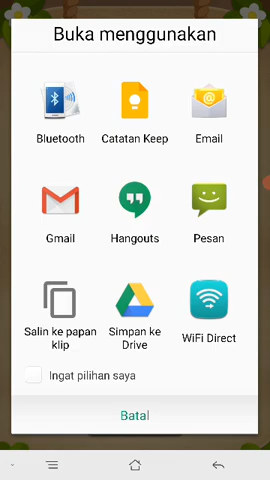 Buka menggunakan
Bluetooth
Catatan Keep
Email
Gmail
Hangouts
Pesan
Salin ke papan
klip
Simpan ke
Drive
WiFi Direct
Ingat pilihan saya
Batal